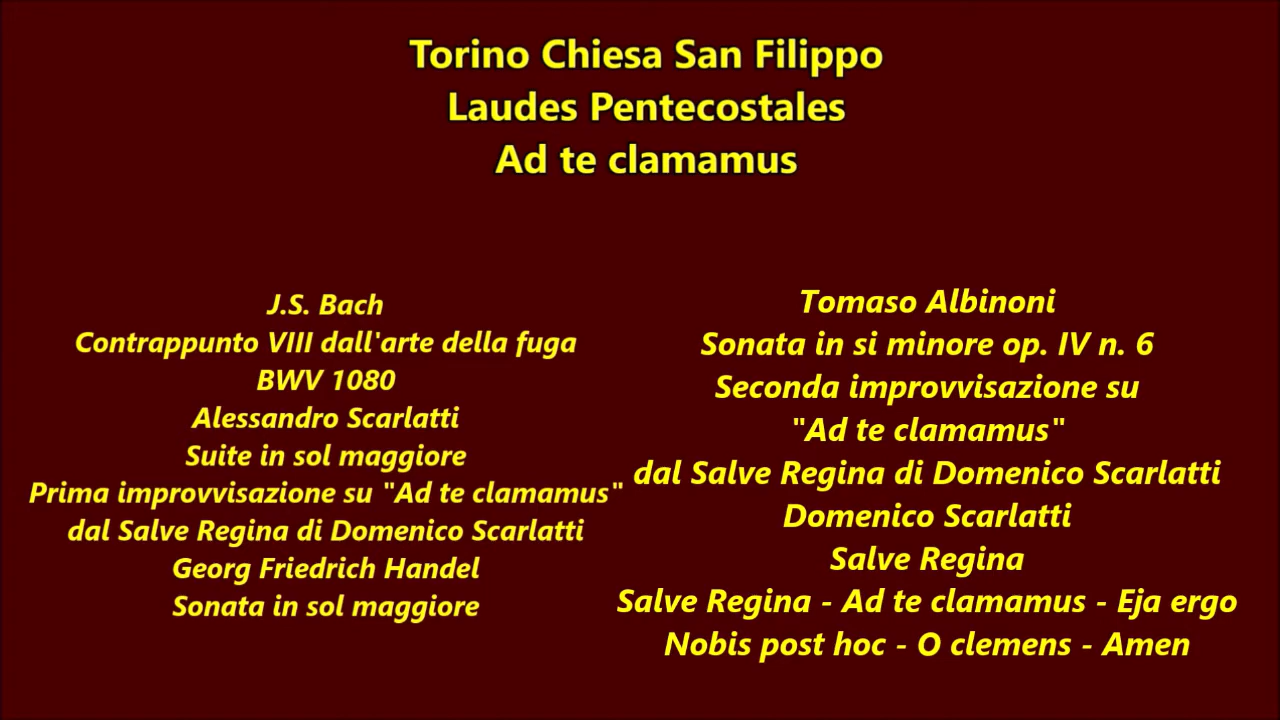 Torino Chiesa San Filippo
Laudes Pentecostales
Ad te clamamus
J.S. Bach
Contrappunto VIII dall'arte della fuga
BWV 1080
Alessandro Scarlatti
Suite in sol maggiore
Prima improvvisazione su "Ad te clamamus"
dal Salve Regina di Domenico Scarlatti
Georg Friedrich Handel
Sonata in sol maggiore
Tomaso Albinoni
Sonata in si minore op. IV n. 6
Seconda improvvisazione su
"Ad te clamamus"
dal Salve Regina di Domenico Scarlatti
Domenico Scarlatti
Salve Regina
Salve Regina - Ad te clamamus - Eja ergo
Nobis post hoc - O clemens - Amen